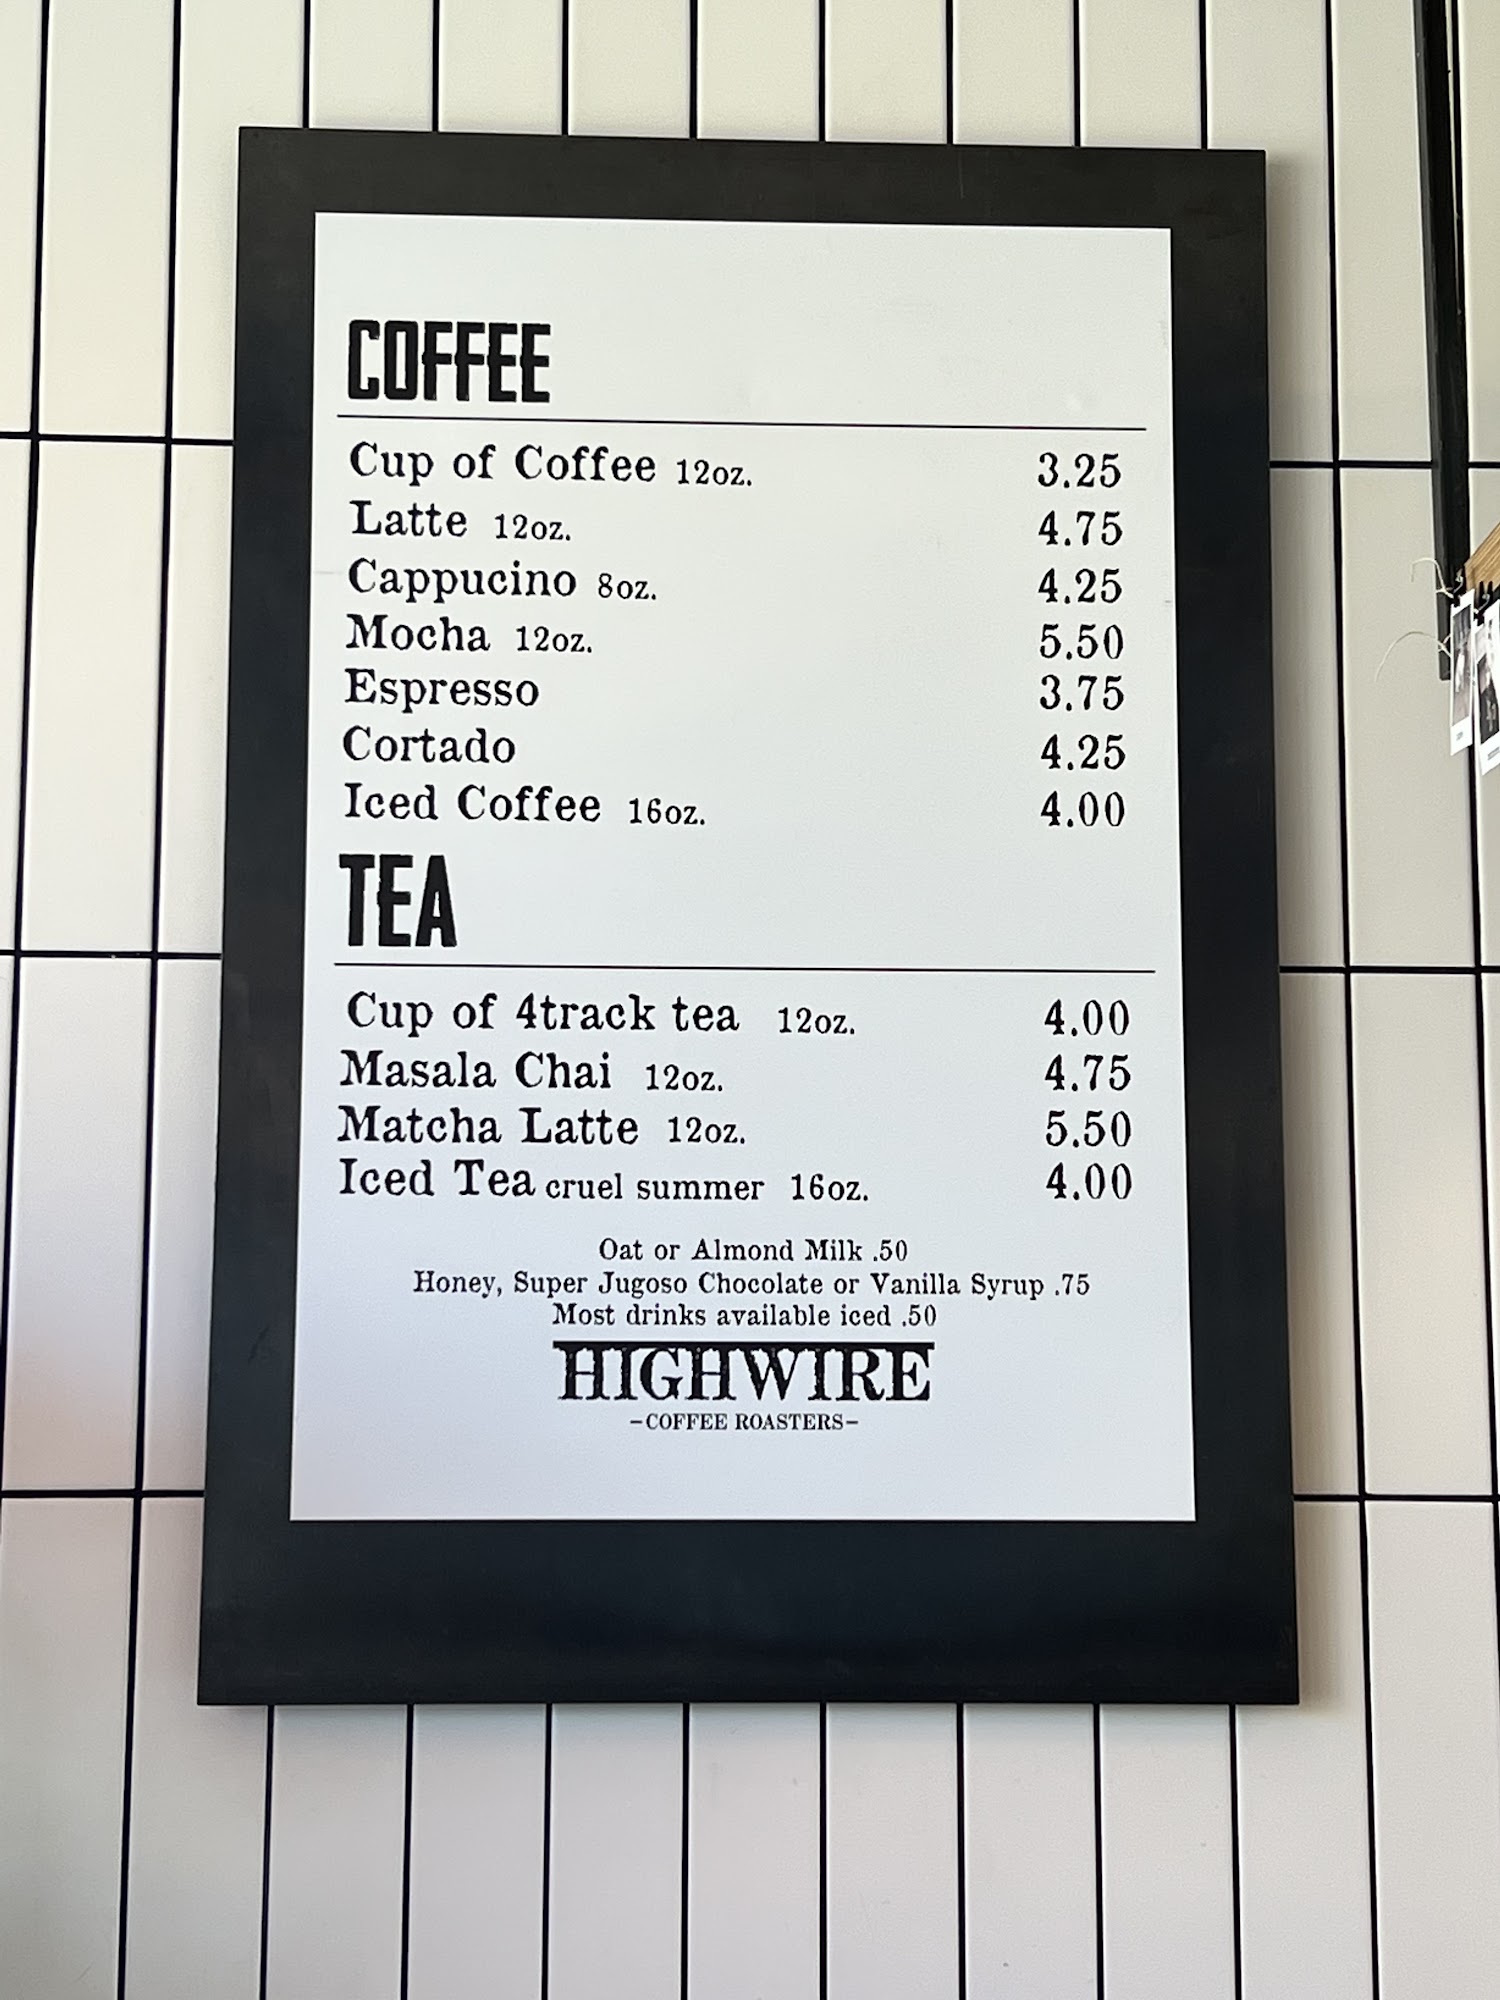 COFFEE
Cup of Coffee 12oz. 3.25
Latte 12oz. 4.75
Cappucino 8oz. 4.25
Mocha 12oz. 5.50
Espresso 3.75
Cortado 4.25
Iced Coffee 16oz. 4.00
TEA
Cup of 4track tea 12oz. 4.00
Masala Chai 12oz. 4.75
Matcha Latte 12oz. 5.50
Iced Tea cruel summer 16oz. 4.00
Oat or Almond Milk .50
Honey, Super Jugoso Chocolate or Vanilla Syrup .75
Most drinks available iced .50
HIGHWIRE
-COFFEE ROASTERS-